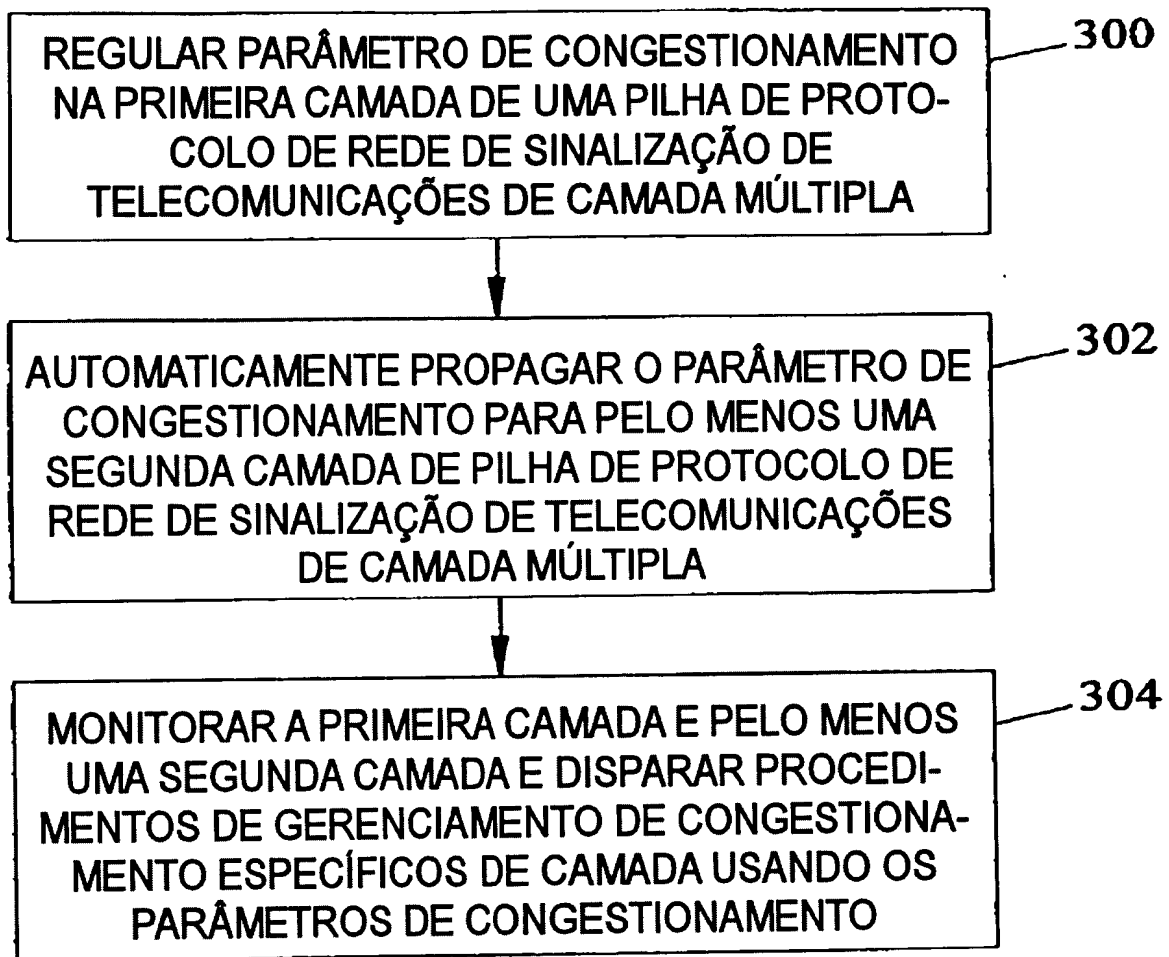 REGULAR PARÂMETRO DE CONGESTIONAMENTO
NA PRIMEIRA CAMADA DE UMA PILHA DE PROTO-
COLO DE REDE DE SINALIZAÇÃO DE
TELECOMUNICAÇÕES DE CAMADA MÚLTIPLA
300
AUTOMATICAMENTE PROPAGAR O PARÂMETRO DE
CONGESTIONAMENTO PARA PELO MENOS UMA
SEGUNDA CAMADA DE PILHA DE PROTOCOLO DE
REDE DE SINALIZAÇÃO DE TELECOMUNICAÇÕES
DE CAMADA MÚLTIPLA
302
MONITORAR A PRIMEIRA CAMADA E PELO MENOS
UMA SEGUNDA CAMADA E DISPARAR PROCEDI-
MENTOS DE GERENCIAMENTO DE CONGESTIONA-
MENTO ESPECÍFICOS DE CAMADA USANDO OS
PARÂMETROS DE CONGESTIONAMENTO
304